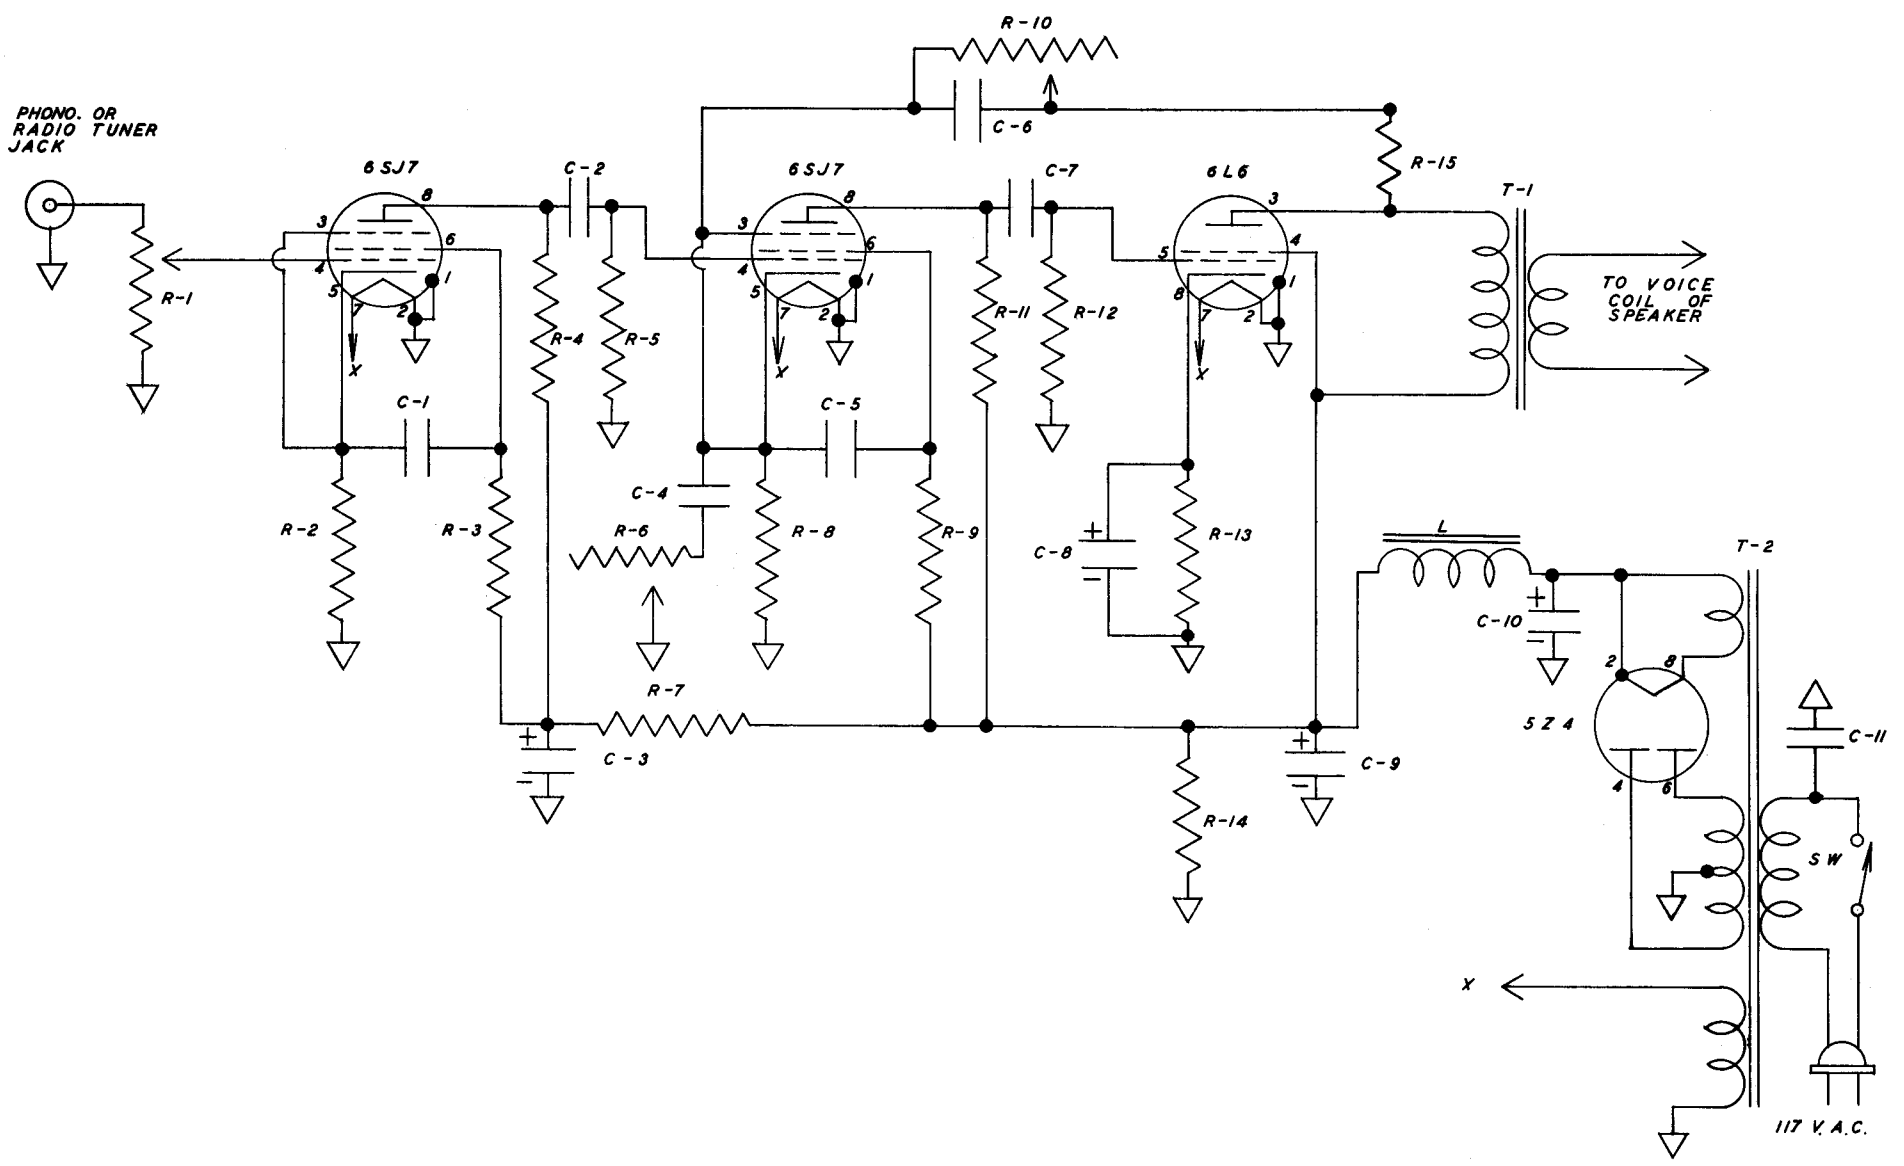 R-10
PHONO. OR
RADIO TUNER
JACK
C-6
6SJ7
C-2
6SJ7
C-7
6L6
R-15
T-1
3
8
6
4
5
7
2
1
X
R-1
R-4
R-5
3
8
6
4
5
7
2
1
X
R-11
R-12
3
4
5
8
7
2
1
X
TO VOICE
COIL OF
SPEAKER
C-1
C-5
R-2
R-3
C-4
R-6
R-8
R-9
+
C-8
-
R-13
L
T-2
+
C-10
-
2
8
5Z4
4
6
C-11
R-7
+
C-3
-
+
C-9
-
R-14
SW
X
117 V. A.C.